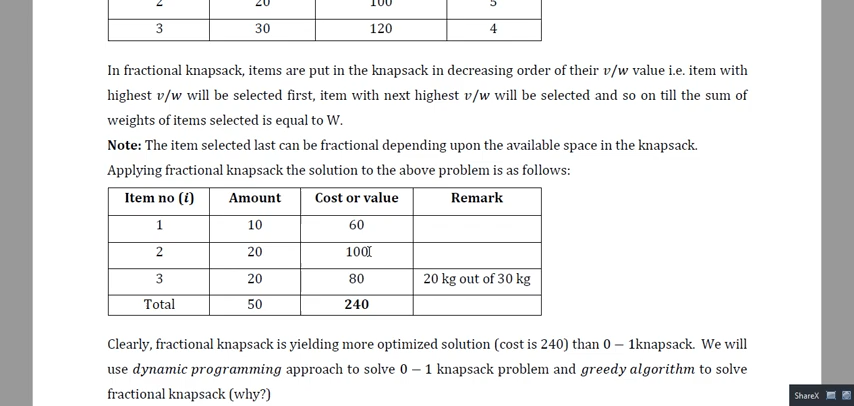 2 20 100 5
3 30 120 4
In fractional knapsack, items are put in the knapsack in decreasing order of their v/w value i.e. item with
highest v/w will be selected first, item with next highest v/w will be selected and so on till the sum of
weights of items selected is equal to W.
Note: The item selected last can be fractional depending upon the available space in the knapsack.
Applying fractional knapsack the solution to the above problem is as follows:
Item no (i) Amount Cost or value Remark
1 10 60
2 20 100
3 20 80 20 kg out of 30 kg
Total 50 240
Clearly, fractional knapsack is yielding more optimized solution (cost is 240) than 0 − 1knapsack. We will
use dynamic programming approach to solve 0 − 1 knapsack problem and greedy algorithm to solve
fractional knapsack (why?)
ShareX